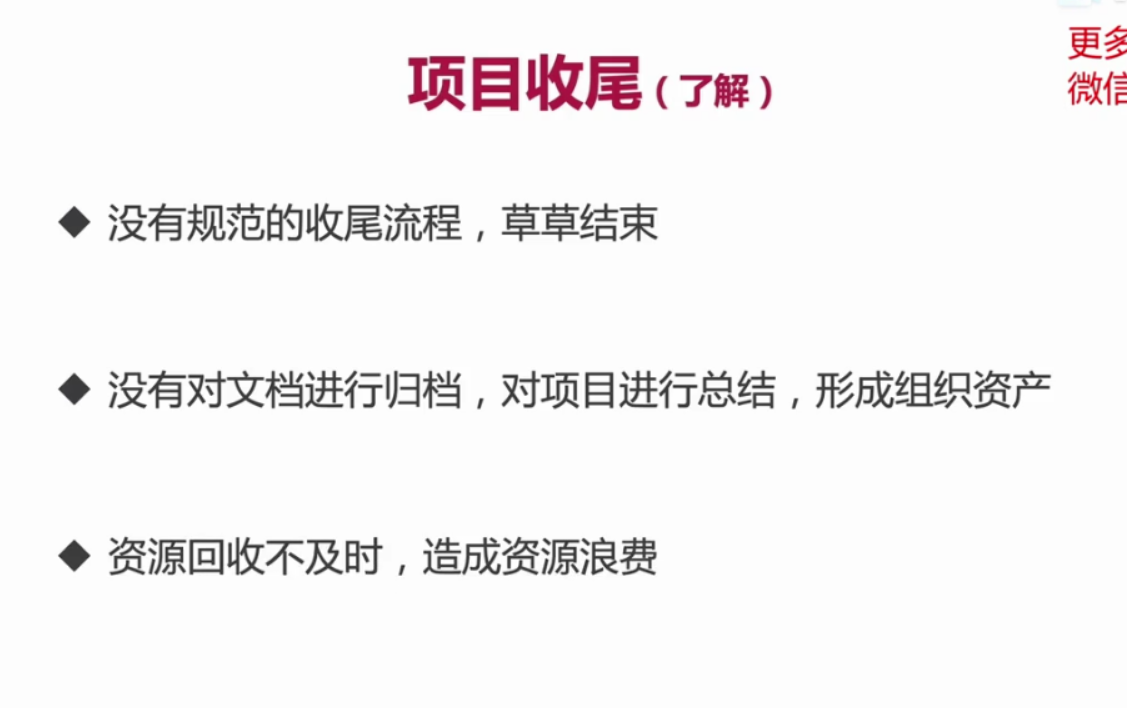 项目收尾（了解）
更多
微信
◆ 没有规范的收尾流程，草草结束
◆ 没有对文档进行归档，对项目进行总结，形成组织资产
◆ 资源回收不及时，造成资源浪费